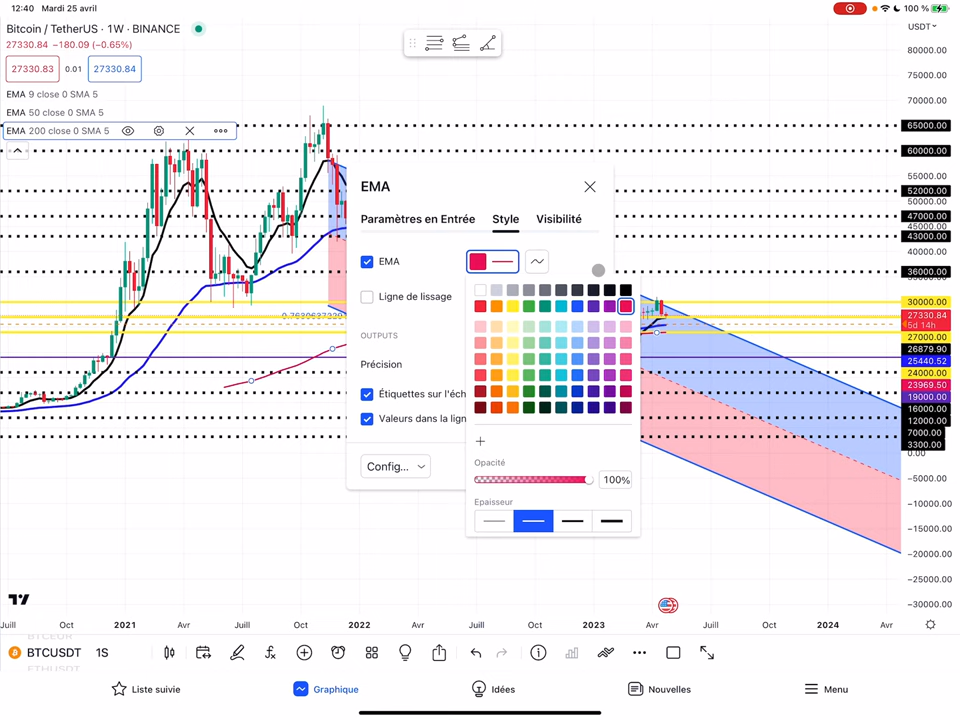 12:40 Mardi 25 avril
100 %
Bitcoin / TetherUS · 1W · BINANCE
USDT
27330.84 −180.09 (−0.65%)
27333.83 0.01 27330.84
EMA 9 close 0 SMA 5
EMA 50 close 0 SMA 5
EMA 200 close 0 SMA 5
80000.00
75000.00
70000.00
65000.00
60000.00
55000.00
52000.00
50000.00
47000.00
45000.00
43000.00
40000.00
36000.00
30000.00
27330.84
5d 14h
27000.00
26879.90
25440.52
24000.00
23969.50
19000.00
16000.00
12000.00
7000.00
3300.00
0.00
−5000.00
−10000.00
−15000.00
−20000.00
−25000.00
−30000.00
EMA
Paramètres en Entrée Style Visibilité
EMA
Ligne de lissage
OUTPUTS
Précision
Étiquettes sur l'éch
Valeurs dans la lign
Config...
+
Opacité
100%
Epaisseur
Juill Oct 2021 Avr Juill Oct 2022 Avr Juill Oct 2023 Avr Juill Oct 2024 Avr
BTCEUR
BTCUSDT 1S
ETHUSDT
Liste suivie Graphique Idées Nouvelles Menu